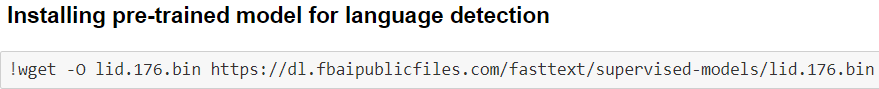 Installing pre-trained model for language detection
!wget -O lid.176.bin https://dl.fbaipublicfiles.com/fasttext/supervised-models/lid.176.bin